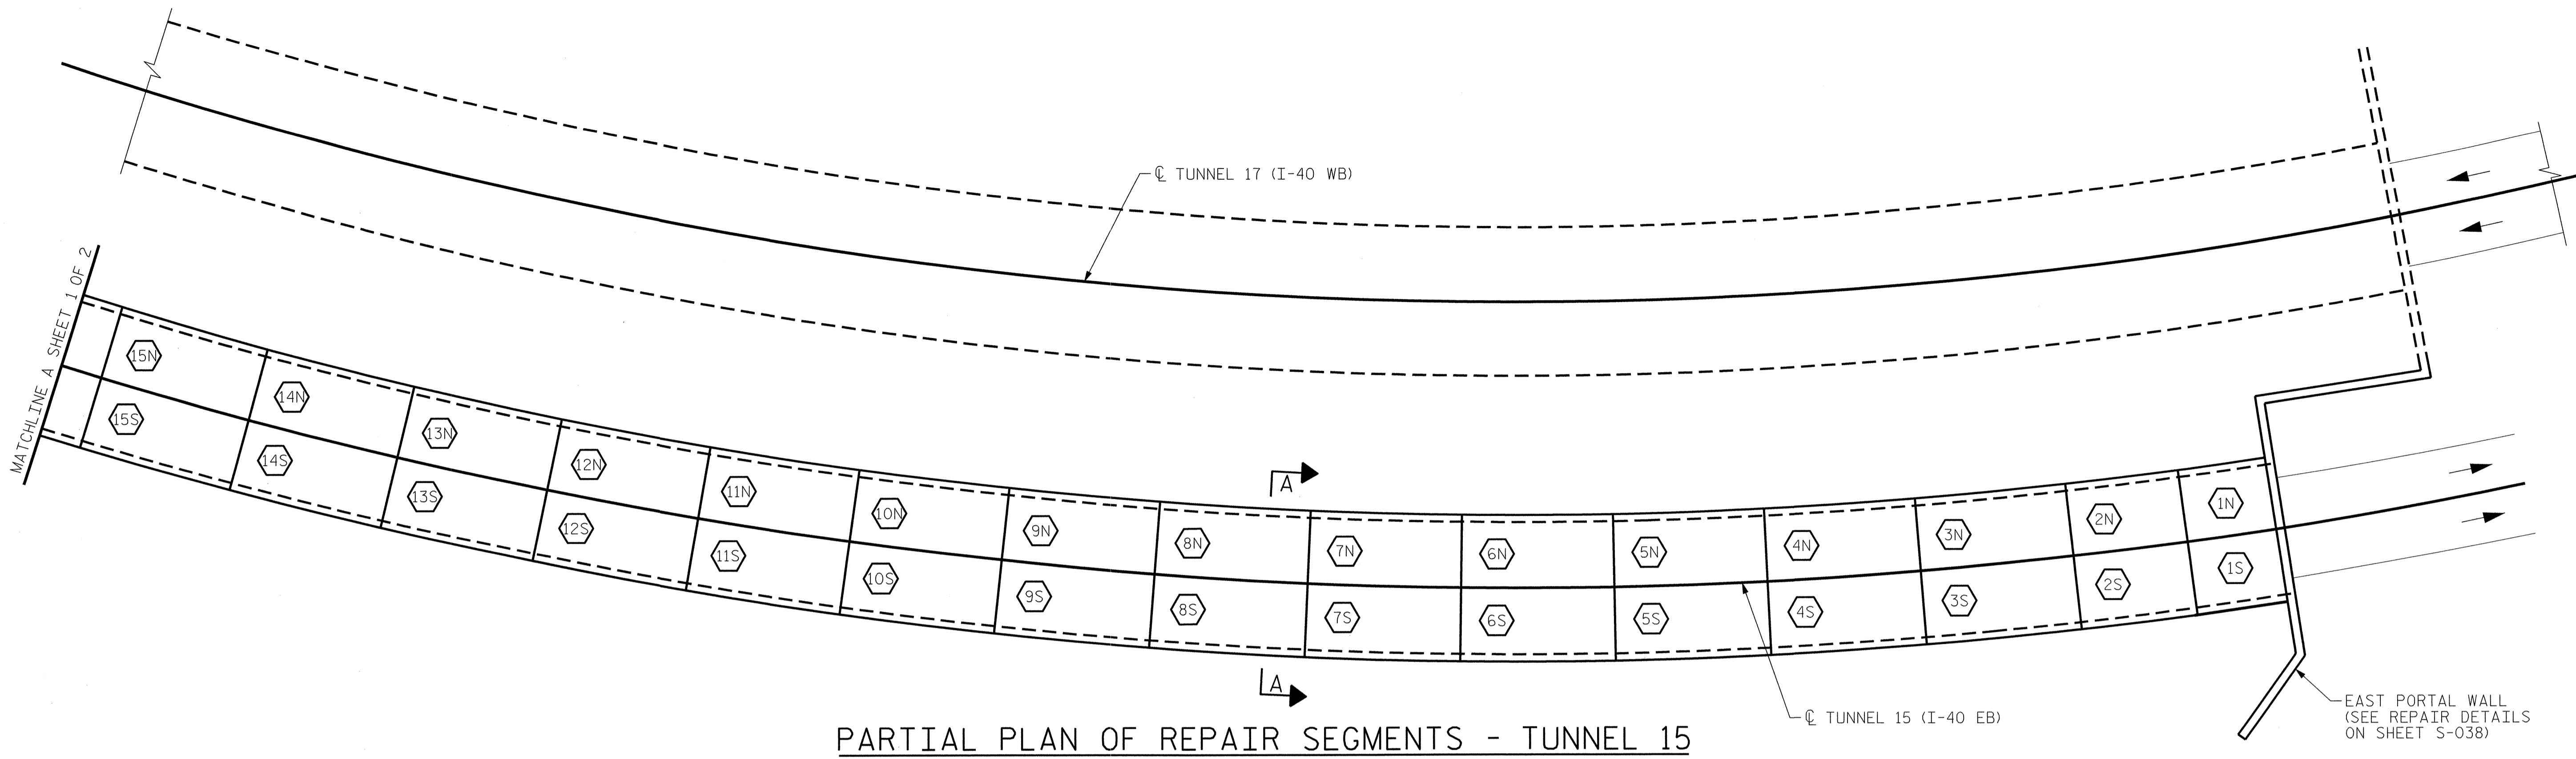 ℄ TUNNEL 17 (I-40 WB)
MATCHLINE A SHEET 1 OF 2
15N
14N
13N
12N
11N
10N
9N
8N
7N
6N
5N
4N
3N
2N
1N
15S
14S
13S
12S
11S
10S
9S
8S
7S
6S
5S
4S
3S
2S
1S
A
A
℄ TUNNEL 15 (I-40 EB)
EAST PORTAL WALL
(SEE REPAIR DETAILS
ON SHEET S-038)
PARTIAL PLAN OF REPAIR SEGMENTS - TUNNEL 15